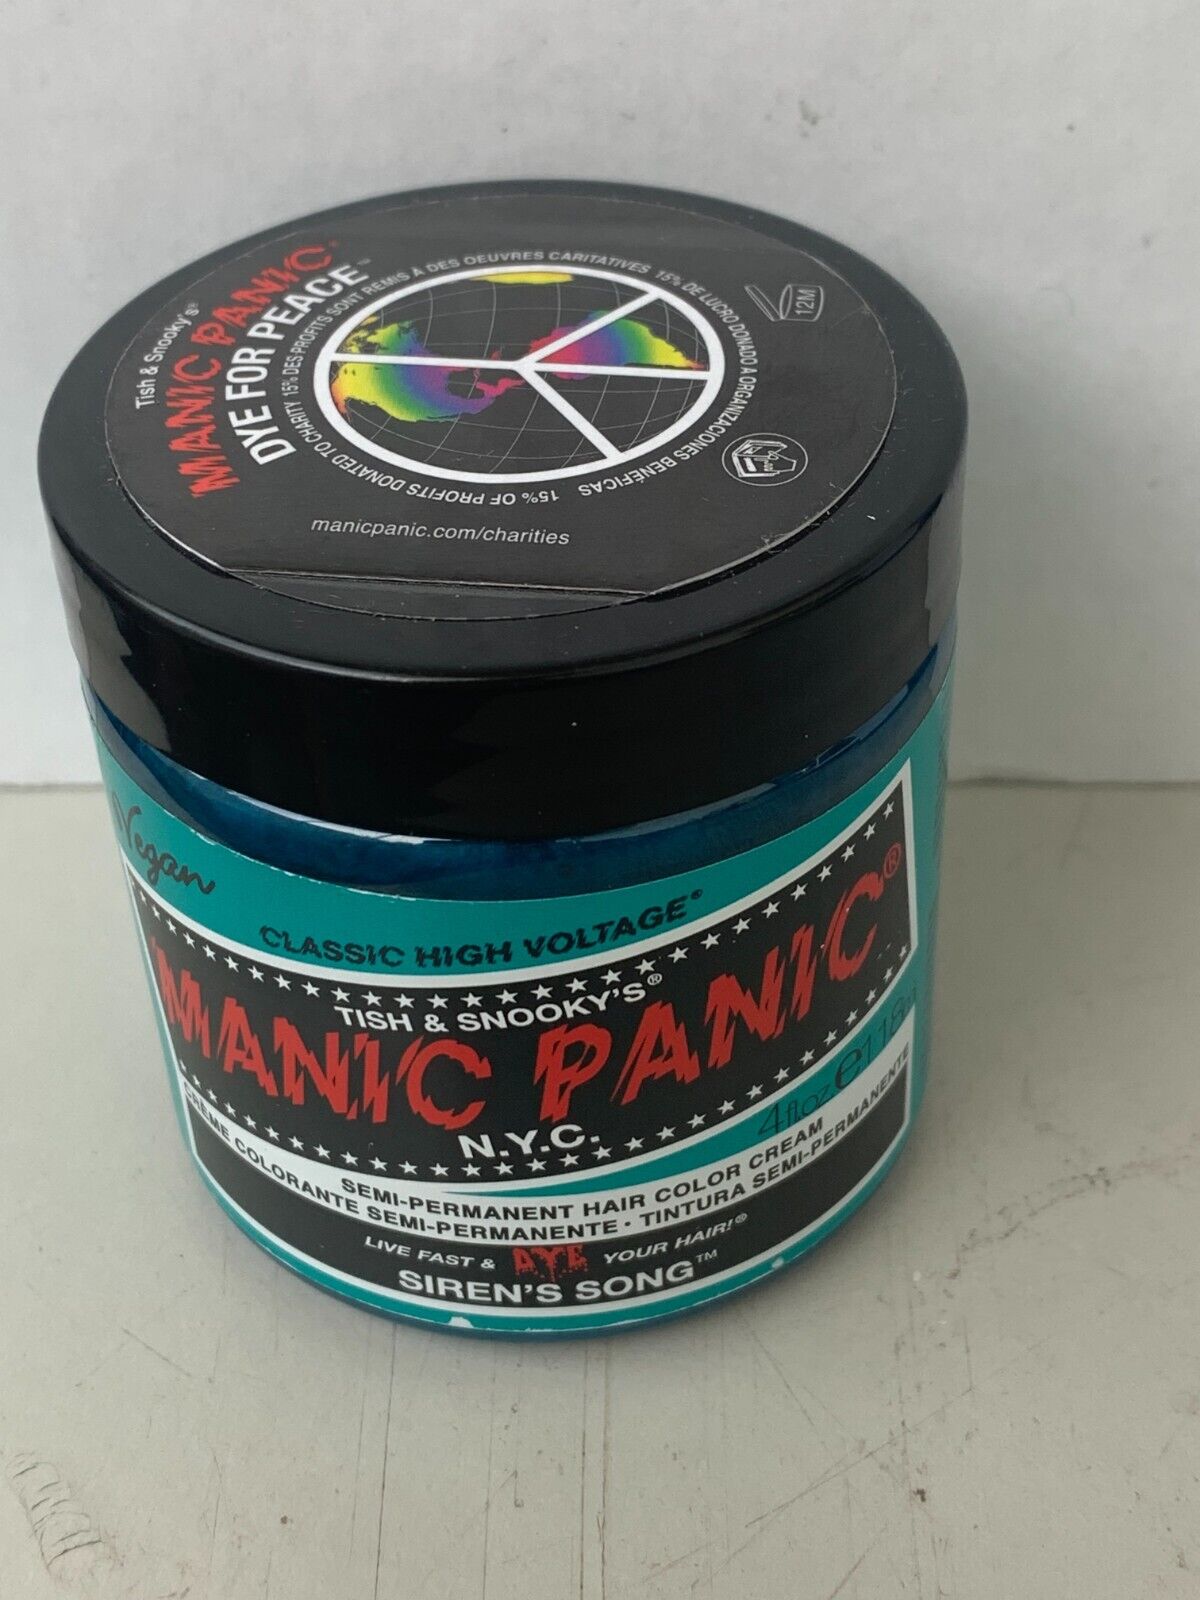 Tish & Snooky's®
MANIC PANIC®
DYE FOR PEACE™
15% OF PROFITS DONATED TO CHARITY 15% DES PROFITS SONT REMIS À DES OEUVRES CARITATIVES 15% DE LUCRO DONADO A ORGANIZACIONES BENÉFICAS
12M
manicpanic.com/charities
Vegan
CLASSIC HIGH VOLTAGE®
TISH & SNOOKY'S®
MANIC PANIC®
N.Y.C.
4 fl.oz. e 118
SEMI-PERMANENT HAIR COLOR CREAM
CRÈME COLORANTE SEMI-PERMANENTE • TINTURA SEMI-PERMANENTE
LIVE FAST & DYE YOUR HAIR!®
SIREN'S SONG™